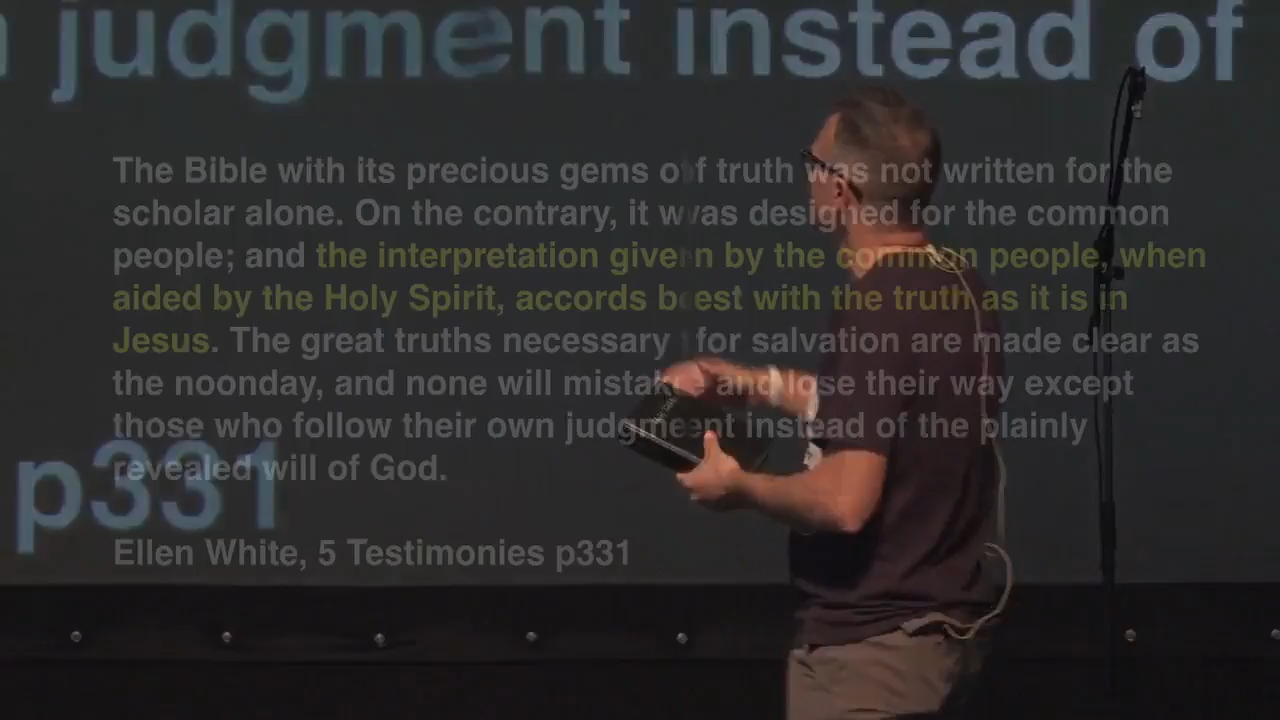 judgment instead of
The Bible with its precious gems of truth was not written for the
scholar alone. On the contrary, it was designed for the common
people; and the interpretation given by the common people, when
aided by the Holy Spirit, accords best with the truth as it is in
Jesus. The great truths necessary for salvation are made clear as
the noonday, and none will mistake and lose their way except
those who follow their own judgment instead of the plainly
revealed will of God.
p331
Ellen White, 5 Testimonies p331